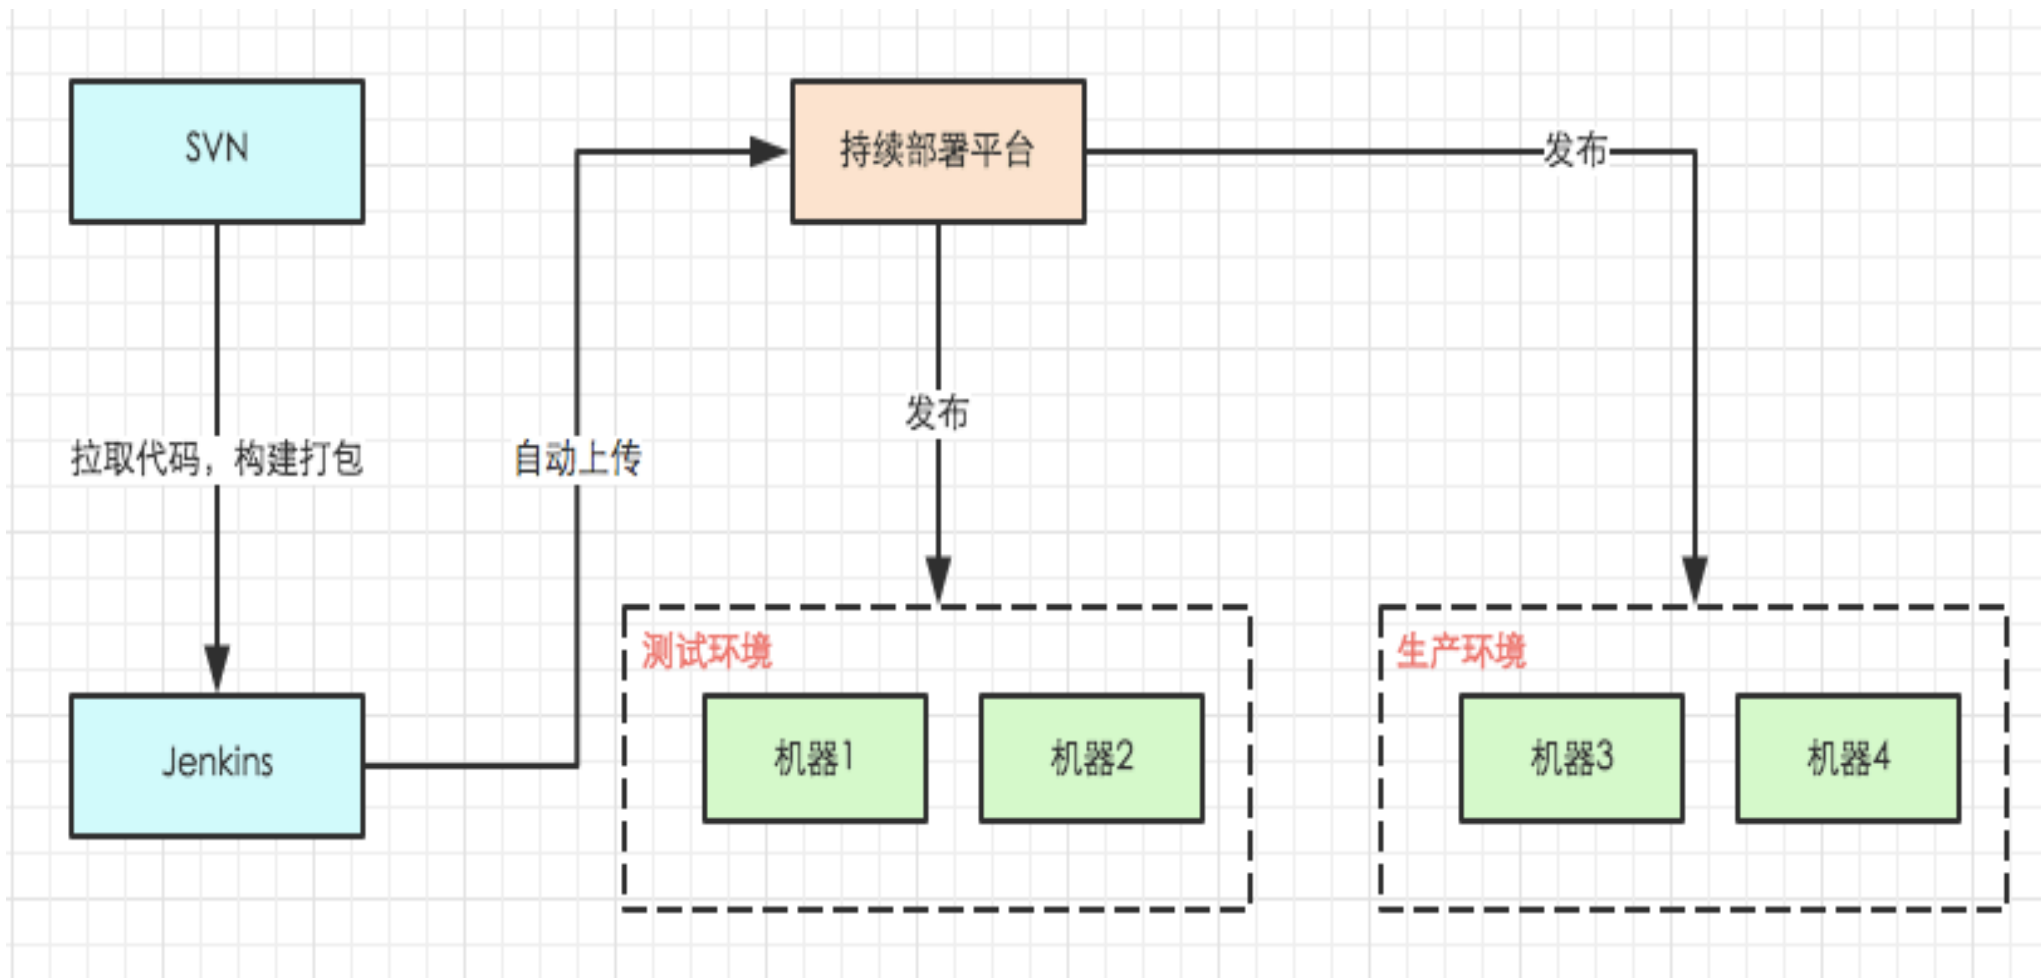 SVN
持续部署平台
发布
发布
拉取代码，构建打包
自动上传
测试环境
生产环境
Jenkins
机器1
机器2
机器3
机器4